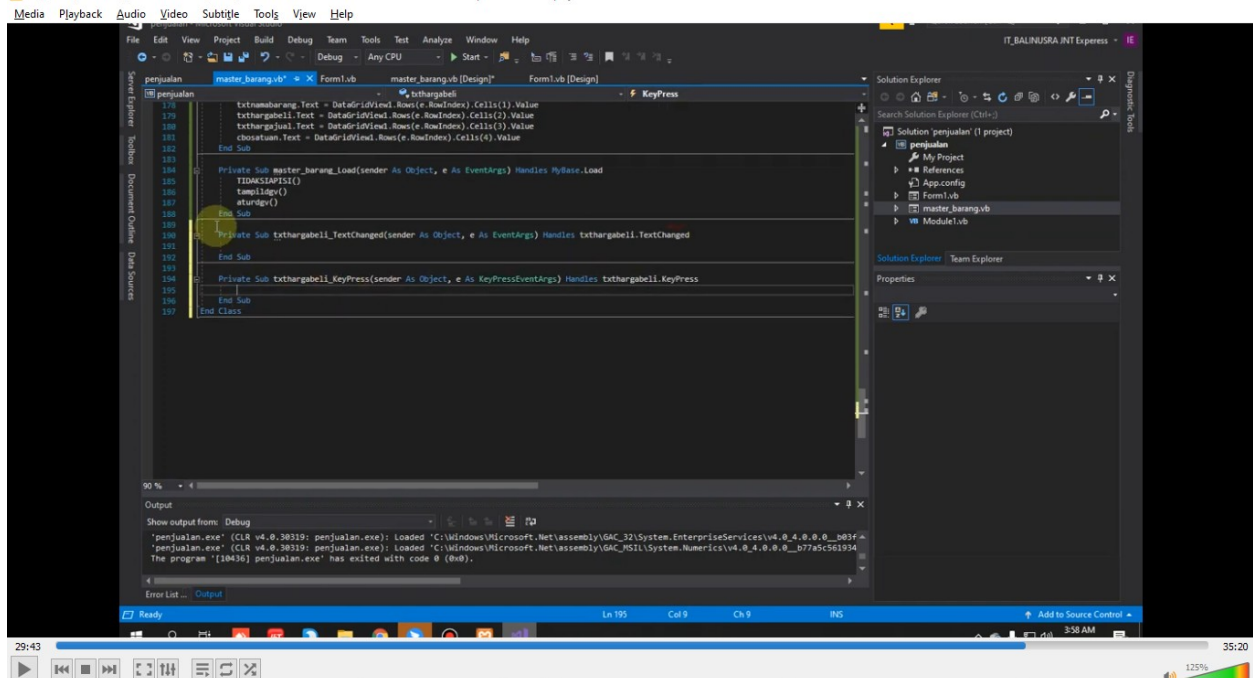 Media Playback Audio Video Subtitle Tools View Help
File Edit View Project Build Debug Team Tools Test Analyze Window Help
IT_BALINUSRA JNT Experess IE
Debug Any CPU Start
penjualan master_barang.vb* Form1.vb master_barang.vb [Design]* Form1.vb [Design]
penjualan txthargabeli KeyPress
178 txtnamabarang.Text = DataGridView1.Rows(e.RowIndex).Cells(1).Value
179 txthargabeli.Text = DataGridView1.Rows(e.RowIndex).Cells(2).Value
180 txthargajual.Text = DataGridView1.Rows(e.RowIndex).Cells(3).Value
181 cbosatuan.Text = DataGridView1.Rows(e.RowIndex).Cells(4).Value
182 End Sub
183
184 Private Sub master_barang_Load(sender As Object, e As EventArgs) Handles MyBase.Load
185 TIDAKSIAPISI()
186 tampildgv()
187 aturdgv()
188 End Sub
189
190 Private Sub txthargabeli_TextChanged(sender As Object, e As EventArgs) Handles txthargabeli.TextChanged
191
192 End Sub
193
194 Private Sub txthargabeli_KeyPress(sender As Object, e As KeyPressEventArgs) Handles txthargabeli.KeyPress
195
196 End Sub
197 End Class
90 %
Server Explorer
Toolbox
Document Outline
Data Sources
Output
Show output from: Debug
'penjualan.exe' (CLR v4.0.30319: penjualan.exe): Loaded 'C:\Windows\Microsoft.Net\assembly\GAC_32\System.EnterpriseServices\v4.0_4.0.0.0__b03f
'penjualan.exe' (CLR v4.0.30319: penjualan.exe): Loaded 'C:\Windows\Microsoft.Net\assembly\GAC_MSIL\System.Numerics\v4.0_4.0.0.0__b77a5c561934
The program '[10436] penjualan.exe' has exited with code 0 (0x0).
Error List ... Output
Solution Explorer
Search Solution Explorer (Ctrl+;)
Solution 'penjualan' (1 project)
penjualan
My Project
References
App.config
Form1.vb
master_barang.vb
Module1.vb
Solution Explorer Team Explorer
Properties
Diagnostic Tools
Ready Ln 195 Col 9 Ch 9 INS Add to Source Control
3:58 AM
29:43 35:20
125%